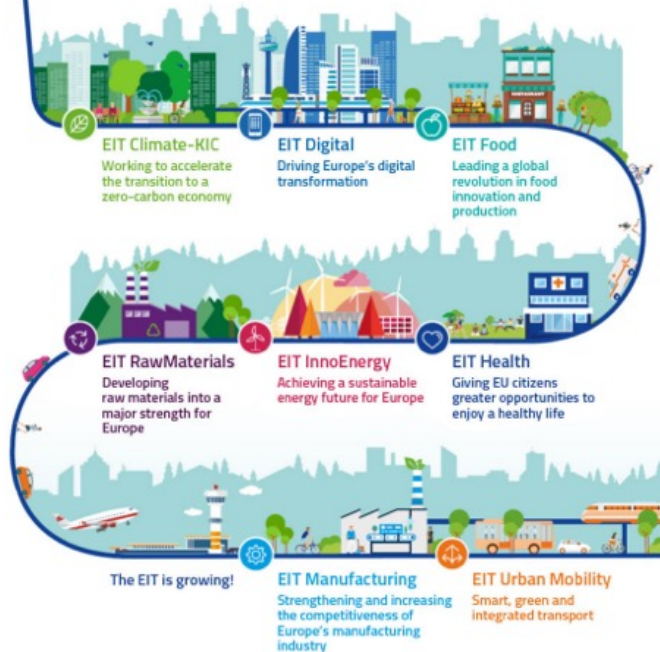 EIT Climate-KIC
Working to accelerate
the transition to a
zero-carbon economy
EIT Digital
Driving Europe's digital
transformation
RESTAURANT
EIT Food
Leading a global
revolution in food
innovation and
production
EIT RawMaterials
Developing
raw materials into a
major strength for
Europe
EIT InnoEnergy
Achieving a sustainable
energy future for Europe
EIT Health
Giving EU citizens
greater opportunities to
enjoy a healthy life
The EIT is growing!
EIT Manufacturing
Strengthening and increasing
the competitiveness of
Europe's manufacturing
industry
EIT Urban Mobility
Smart, green and
integrated transport